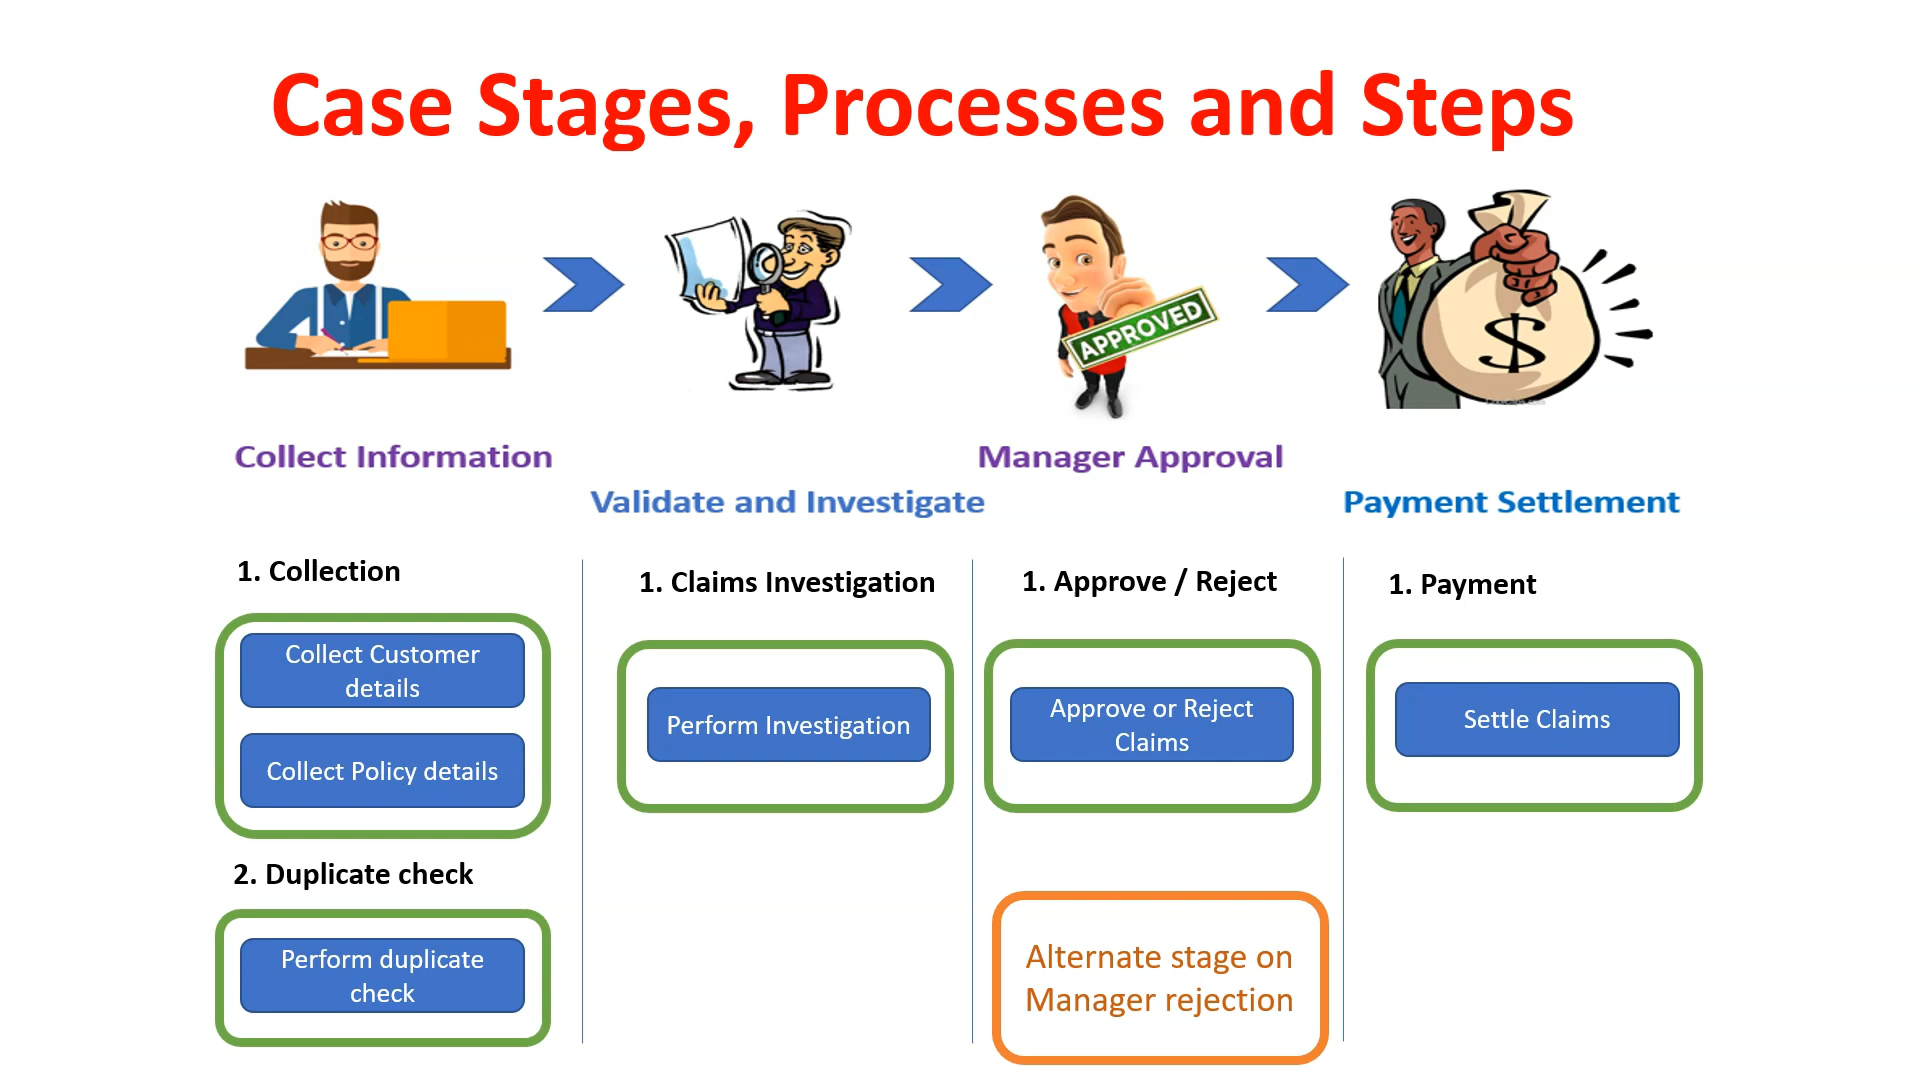 Case Stages, Processes and Steps
APPROVED
$
Collect Information
Manager Approval
Validate and Investigate
Payment Settlement
1. Collection
Collect Customer
details
Collect Policy details
2. Duplicate check
Perform duplicate
check
1. Claims Investigation
Perform Investigation
1. Approve / Reject
Approve or Reject
Claims
Alternate stage on
Manager rejection
1. Payment
Settle Claims